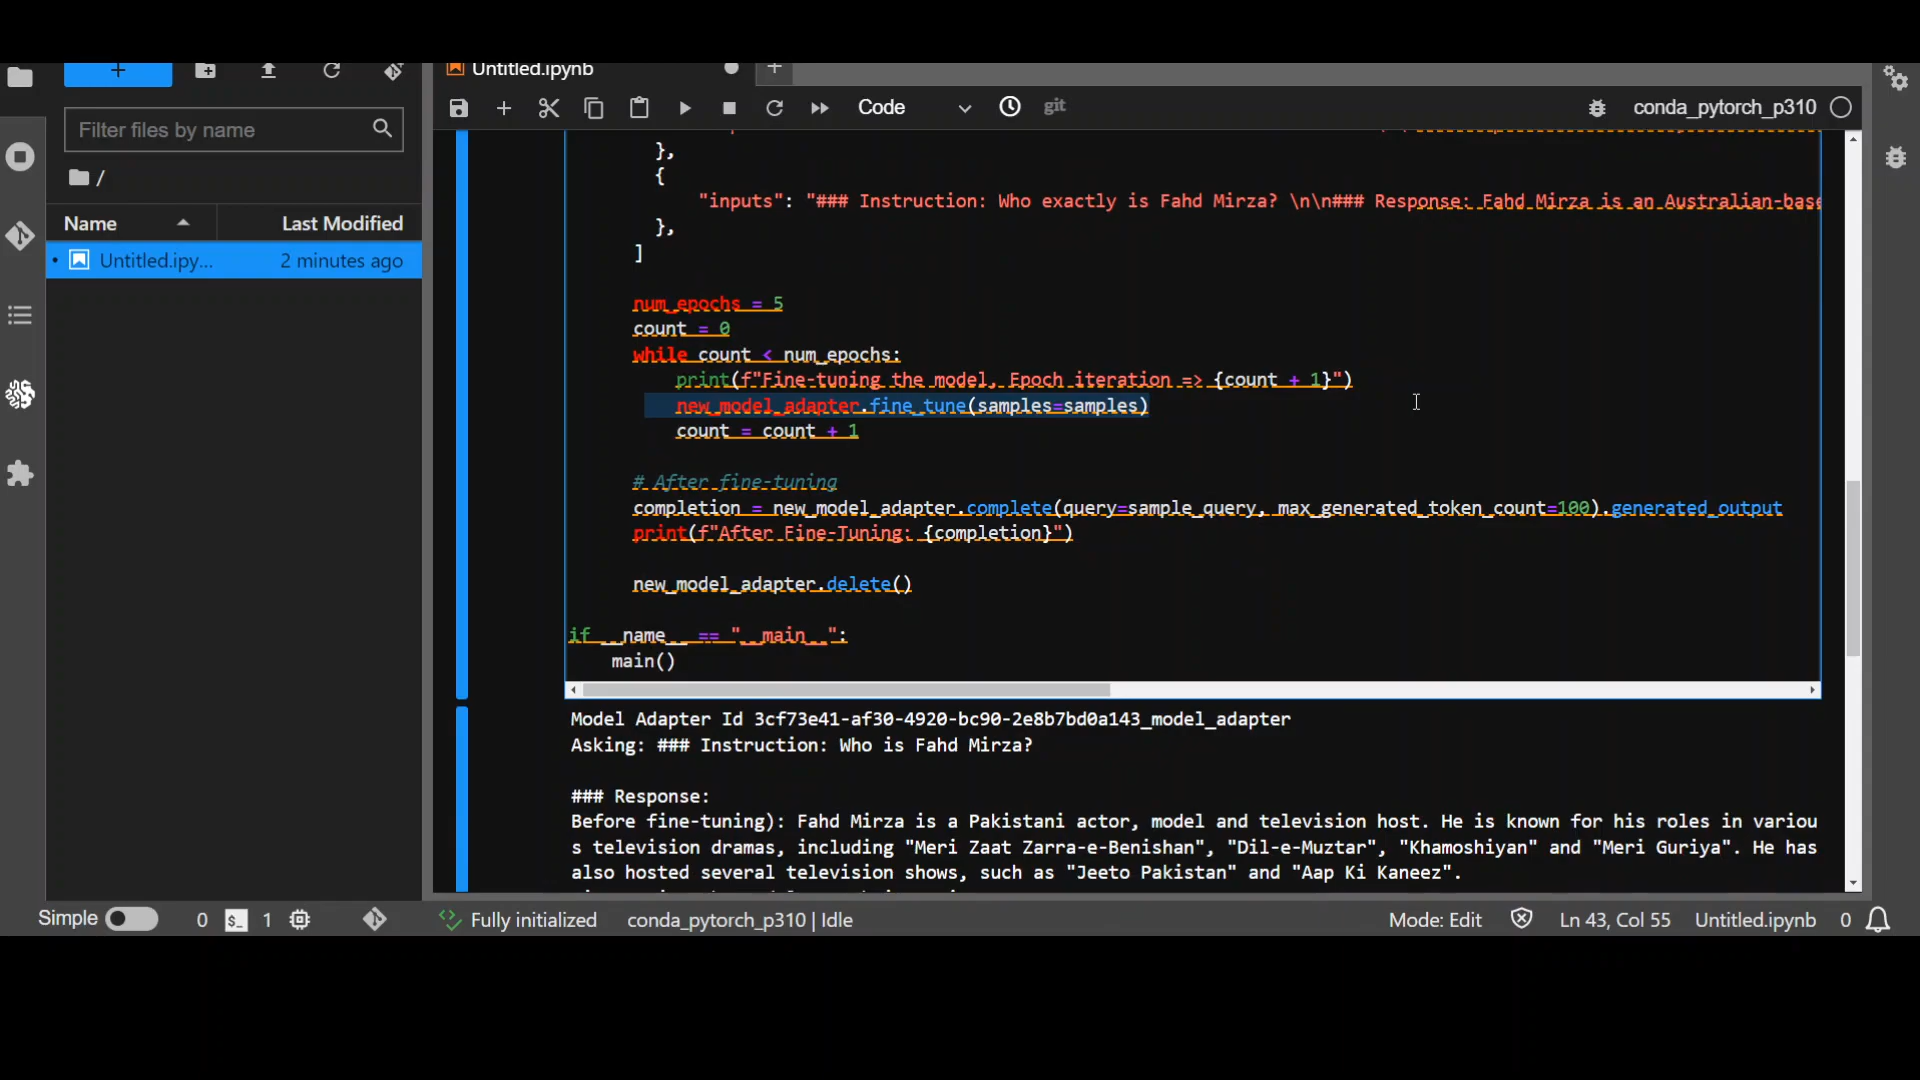 Untitled.ipynb
Code
git
conda_pytorch_p310
Filter files by name
/
Name
Last Modified
Untitled.ipy...
2 minutes ago
},
{
"inputs": "### Instruction: Who exactly is Fahd Mirza? \n\n### Response: Fahd Mirza is an Australian-base
},
]
num_epochs = 5
count = 0
while count < num_epochs:
print(f"Fine-tuning the model, Epoch iteration => {count + 1}")
new_model_adapter.fine_tune(samples=samples)
count = count + 1
# After fine-tuning
completion = new_model_adapter.complete(query=sample_query, max_generated_token_count=100).generated_output
print(f"After Fine-Tuning: {completion}")
new_model_adapter.delete()
if __name__ == "__main__":
main()
Model Adapter Id 3cf73e41-af30-4920-bc90-2e8b7bd0a143_model_adapter
Asking: ### Instruction: Who is Fahd Mirza?
### Response:
Before fine-tuning): Fahd Mirza is a Pakistani actor, model and television host. He is known for his roles in variou
s television dramas, including "Meri Zaat Zarra-e-Benishan", "Dil-e-Muztar", "Khamoshiyan" and "Meri Guriya". He has
also hosted several television shows, such as "Jeeto Pakistan" and "Aap Ki Kaneez".
Simple
0
$_
1
Fully initialized
conda_pytorch_p310 | Idle
Mode: Edit
Ln 43, Col 55
Untitled.ipynb
0